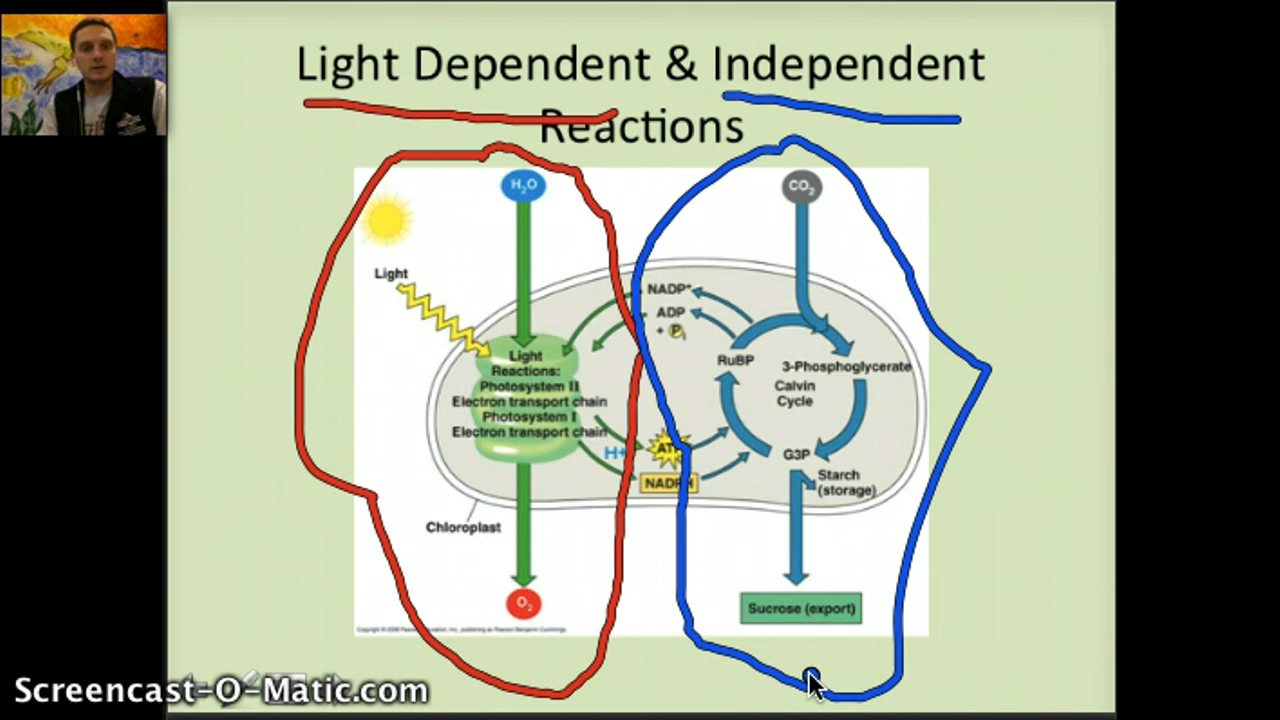 Light Dependent & Independent
Reactions
H₂O
CO₂
Light
NADP⁺
ADP
+ Pᵢ
Light
Reactions:
Photosystem II
Electron transport chain
Photosystem I
Electron transport chain
RuBP
3-Phosphoglycerate
Calvin
Cycle
H+
NADPH
G3P
Starch
(storage)
Chloroplast
O₂
Sucrose (export)
Screencast-O-Matic.com